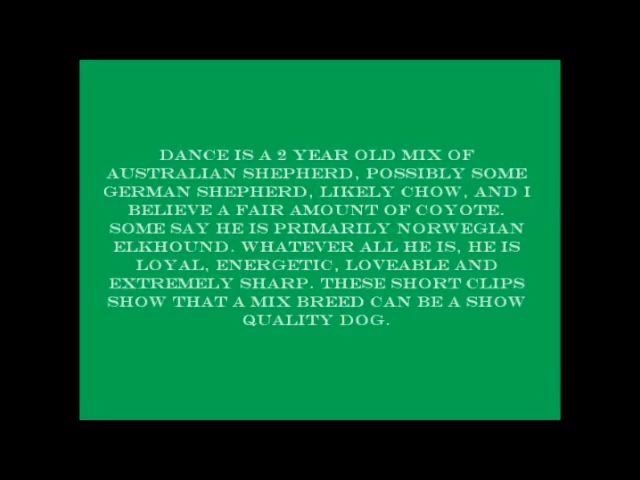 DANCE IS A 2 YEAR OLD MIX OF
AUSTRALIAN SHEPHERD, POSSIBLY SOME
GERMAN SHEPHERD, LIKELY CHOW, AND I
BELIEVE A FAIR AMOUNT OF COYOTE.
SOME SAY HE IS PRIMARILY NORWEGIAN
ELKHOUND. WHATEVER ALL HE IS, HE IS
LOYAL, ENERGETIC, LOVEABLE AND
EXTREMELY SHARP. THESE SHORT CLIPS
SHOW THAT A MIX BREED CAN BE A SHOW
QUALITY DOG.